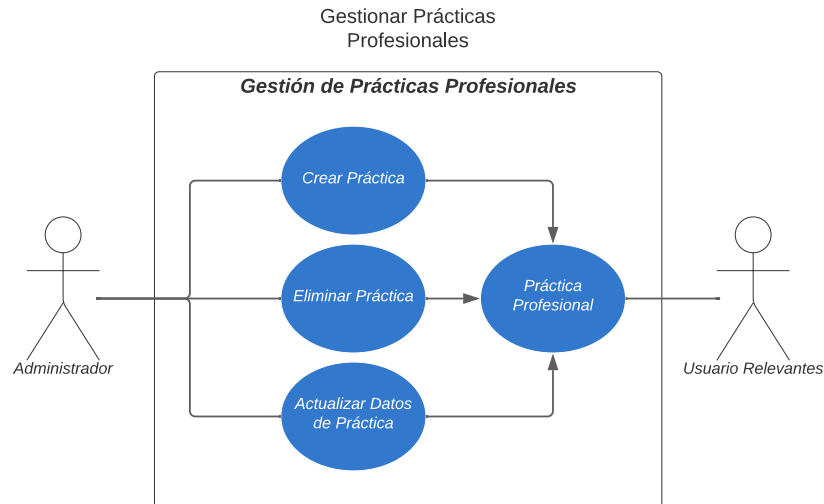 Gestionar Prácticas
Profesionales
Gestión de Prácticas Profesionales
Crear Práctica
Eliminar Práctica
Práctica
Profesional
Administrador
Usuario Relevantes
Actualizar Datos
de Práctica